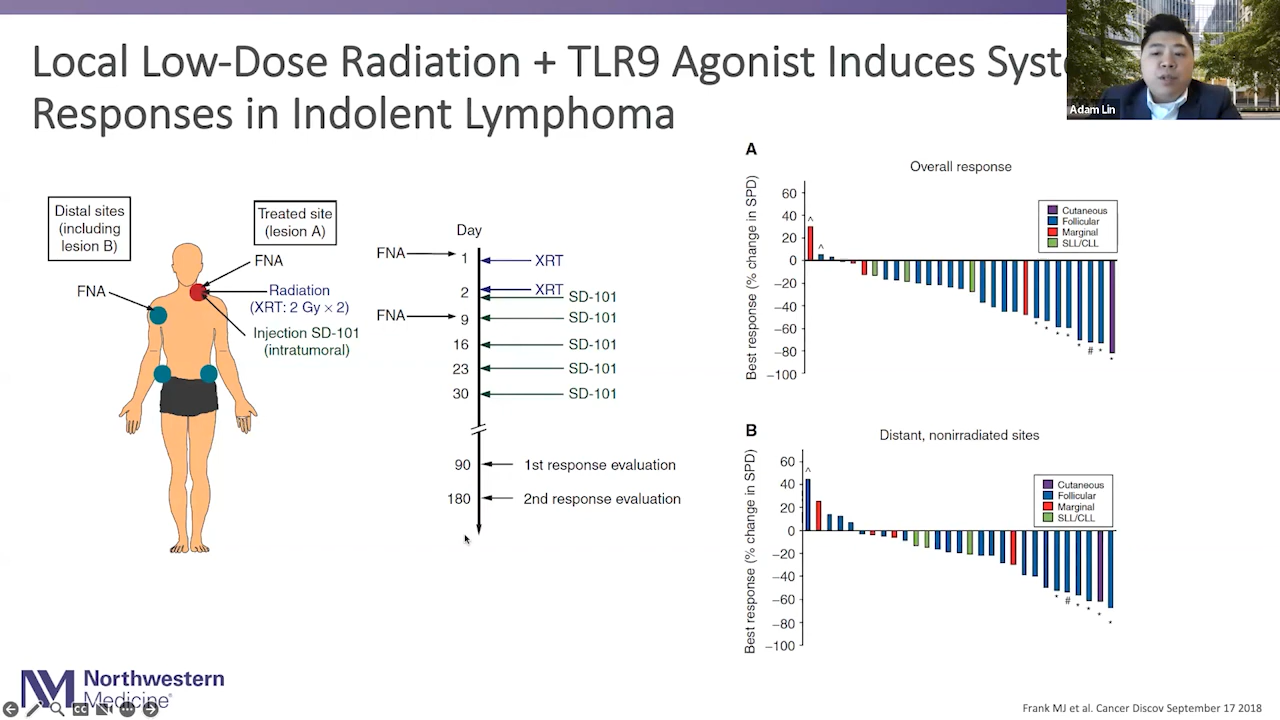 Local Low-Dose Radiation + TLR9 Agonist Induces Syst
Responses in Indolent Lymphoma
Adam Lin
Distal sites
(including
lesion B)
Treated site
(lesion A)
FNA
FNA
Radiation
(XRT: 2 Gy × 2)
Injection SD-101
(intratumoral)
Day
FNA
1
XRT
2
XRT
SD-101
FNA
9
SD-101
16
SD-101
23
SD-101
30
SD-101
90
1st response evaluation
180
2nd response evaluation
A
Overall response
Best response (% change in SPD)
60
40
20
0
−20
−40
−60
−80
−100
^
^
Cutaneous
Follicular
Marginal
SLL/CLL
* * * * * # * *
B
Distant, nonirradiated sites
Best response (% change in SPD)
60
40
20
0
−20
−40
−60
−80
−100
^
Cutaneous
Follicular
Marginal
SLL/CLL
* # * * * *
Northwestern
Medicine®
CC
Frank MJ et al. Cancer Discov September 17 2018